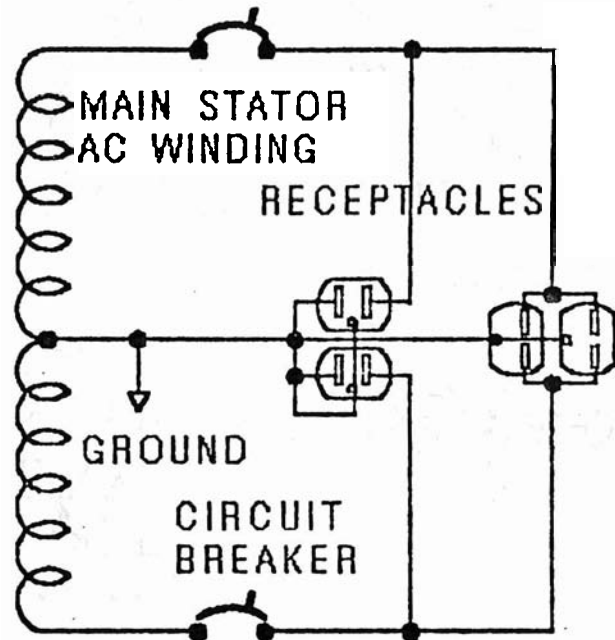 MAIN STATOR
AC WINDING
RECEPTACLES
GROUND
CIRCUIT
BREAKER